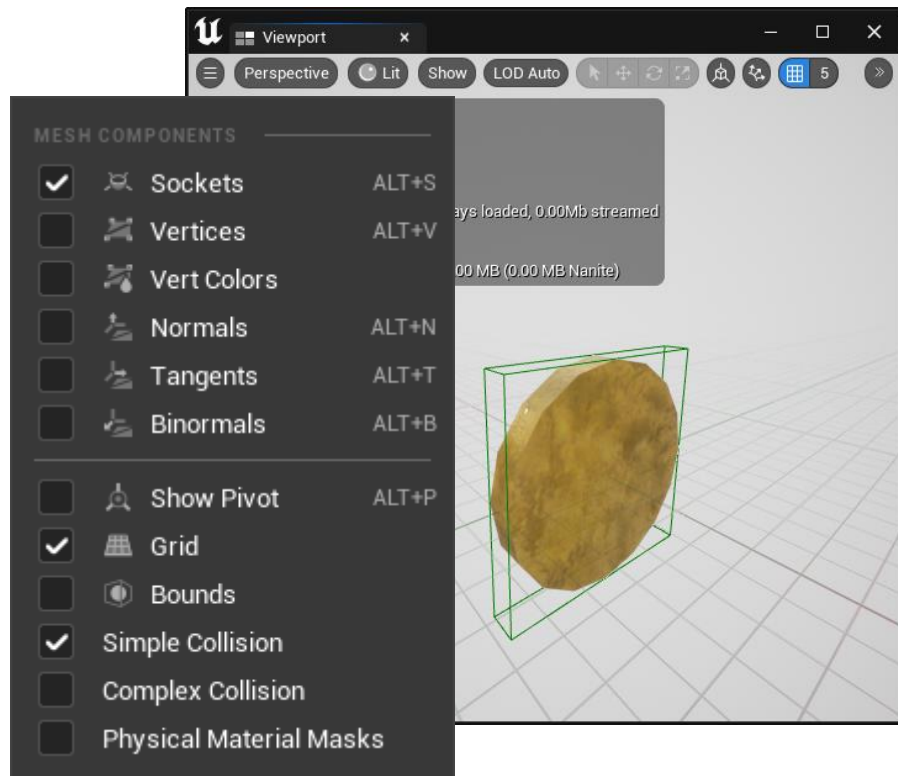 Viewport
Perspective Lit Show LOD Auto 5
MESH COMPONENTS
Sockets ALT+S
Vertices ALT+V
Vert Colors
Normals ALT+N
Tangents ALT+T
Binormals ALT+B
Show Pivot ALT+P
Grid
Bounds
Simple Collision
Complex Collision
Physical Material Masks
loaded, 0.00Mb streamed
MB (0.00 MB Nanite)